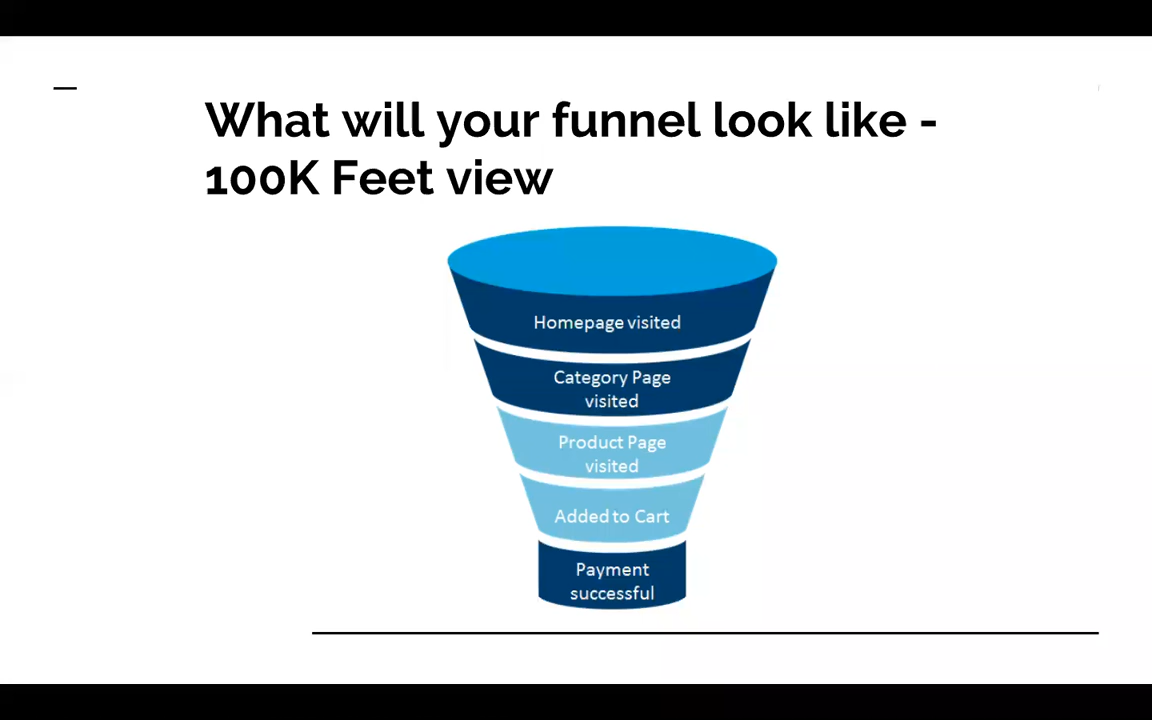 What will your funnel look like -
100K Feet view
Homepage visited
Category Page
visited
Product Page
visited
Added to Cart
Payment
successful